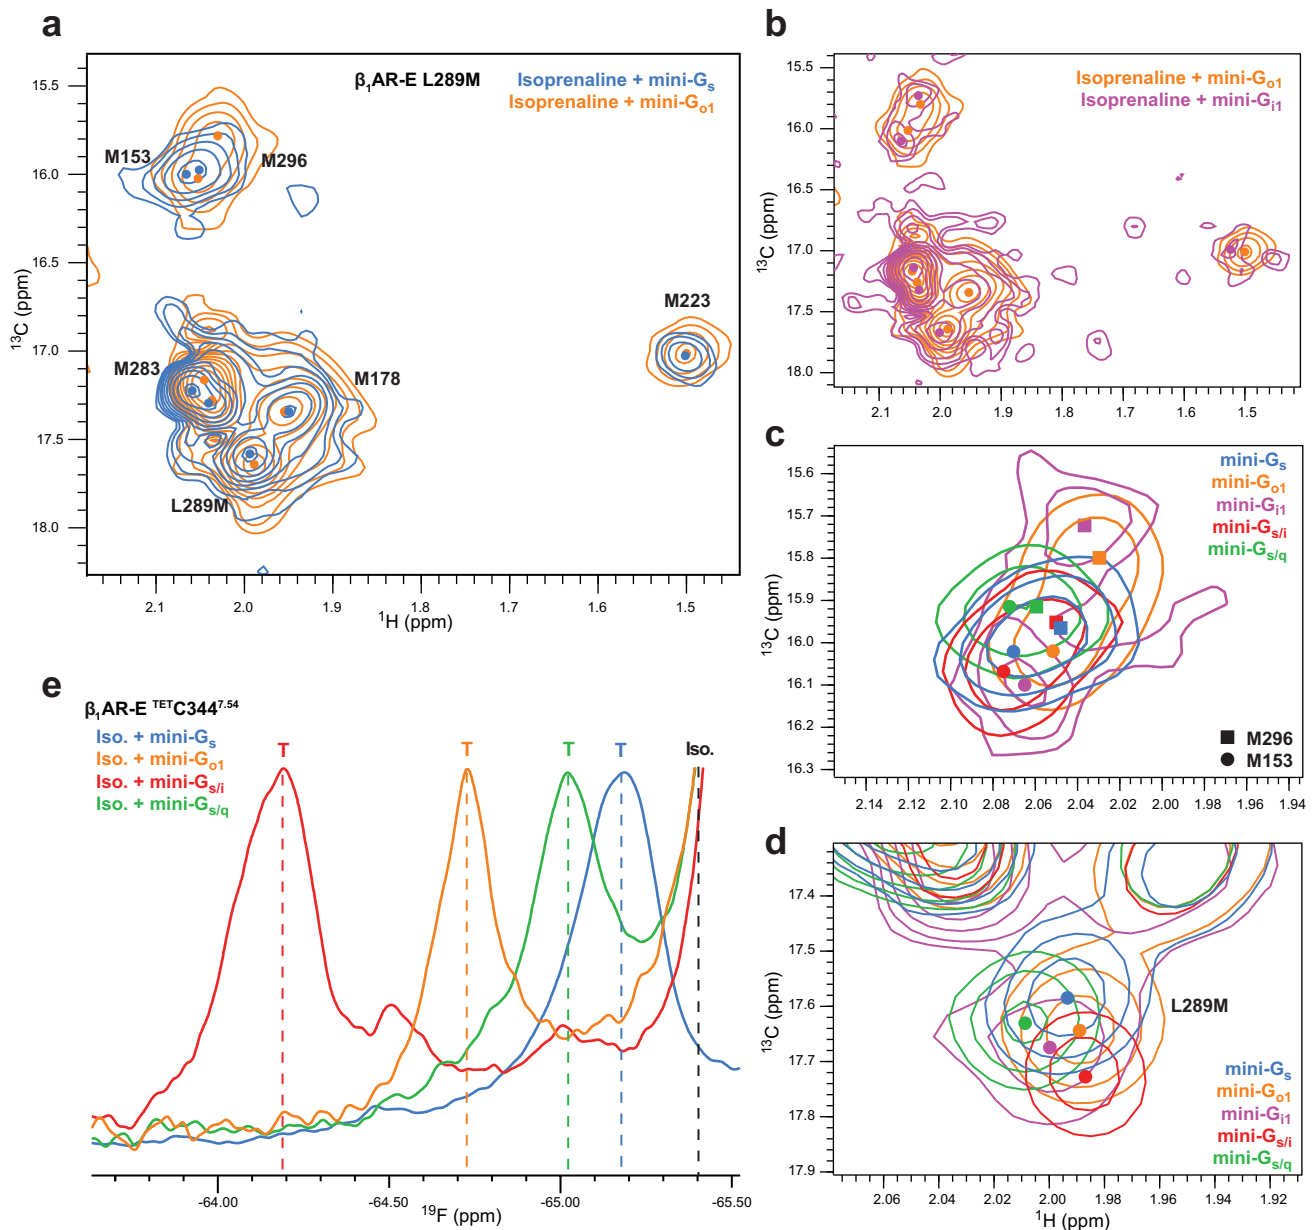 a
β1AR-E L289M
Isoprenaline + mini-Gs
Isoprenaline + mini-Go1
M153
M296
M223
M283
M178
L289M
15.5
16.0
16.5
17.0
17.5
18.0
13C (ppm)
2.1 2.0 1.9 1.8 1.7 1.6 1.5
1H (ppm)
b
Isoprenaline + mini-Go1
Isoprenaline + mini-Gi1
15.5
16.0
16.5
17.0
17.5
18.0
13C (ppm)
2.1 2.0 1.9 1.8 1.7 1.6 1.5
c
mini-Gs
mini-Go1
mini-Gi1
mini-Gs/i
mini-Gs/q
15.6
15.7
15.8
15.9
16.0
16.1
16.2
16.3
13C (ppm)
M296
M153
2.14 2.12 2.10 2.08 2.06 2.04 2.02 2.00 1.98 1.96 1.94
d
17.4
17.5
17.6
17.7
17.8
17.9
13C (ppm)
L289M
mini-Gs
mini-Go1
mini-Gi1
mini-Gs/i
mini-Gs/q
2.06 2.04 2.02 2.00 1.98 1.96 1.94 1.92
1H (ppm)
e
β1AR-E TETC3447.54
Iso. + mini-Gs
Iso. + mini-Go1
Iso. + mini-Gs/i
Iso. + mini-Gs/q
T T T T Iso.
-64.00 -64.50 -65.00 -65.50
19F (ppm)